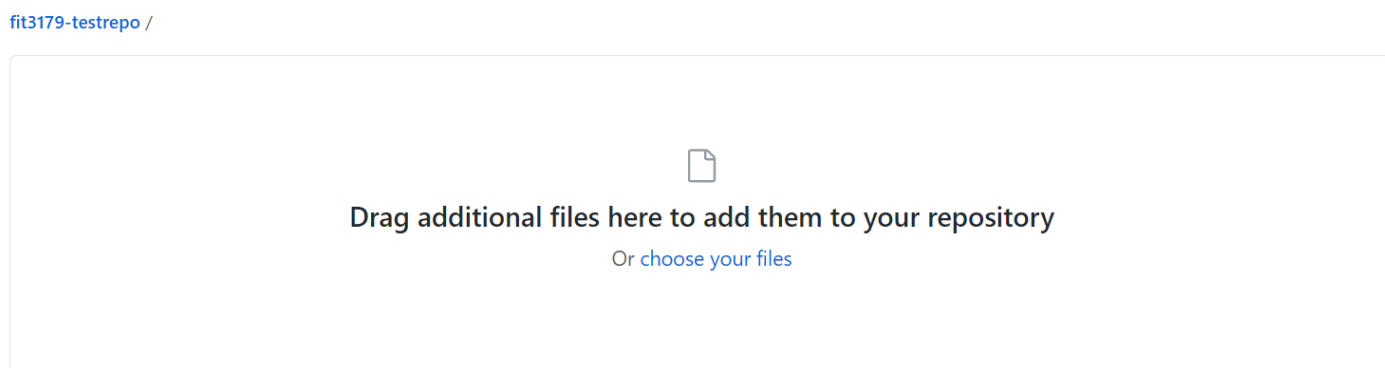 fit3179-testrepo /
Drag additional files here to add them to your repository
Or choose your files